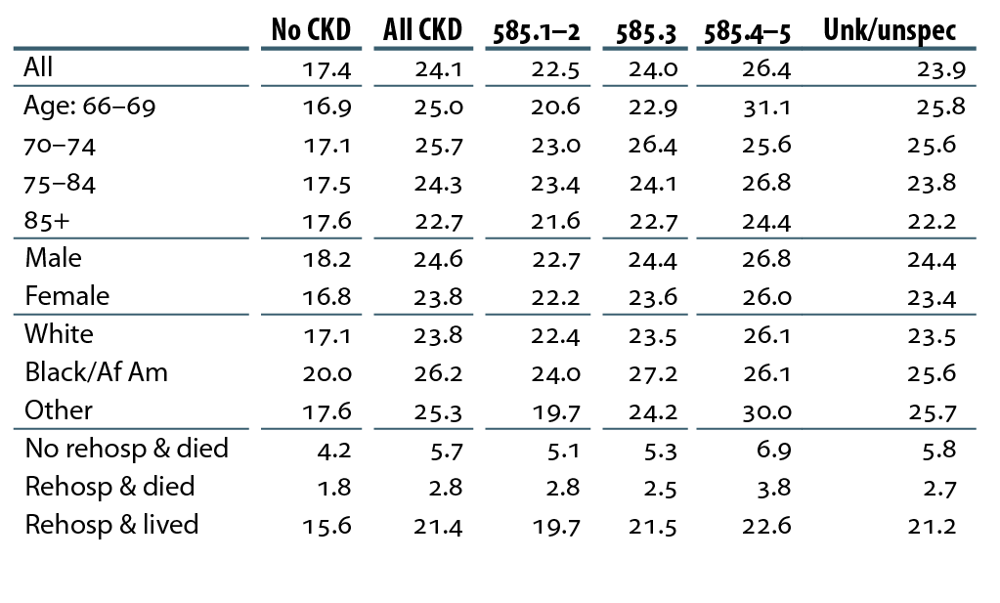 No CKD All CKD 585.1–2 585.3 585.4–5 Unk/unspec
All 17.4 24.1 22.5 24.0 26.4 23.9
Age: 66–69 16.9 25.0 20.6 22.9 31.1 25.8
70–74 17.1 25.7 23.0 26.4 25.6 25.6
75–84 17.5 24.3 23.4 24.1 26.8 23.8
85+ 17.6 22.7 21.6 22.7 24.4 22.2
Male 18.2 24.6 22.7 24.4 26.8 24.4
Female 16.8 23.8 22.2 23.6 26.0 23.4
White 17.1 23.8 22.4 23.5 26.1 23.5
Black/Af Am 20.0 26.2 24.0 27.2 26.1 25.6
Other 17.6 25.3 19.7 24.2 30.0 25.7
No rehosp & died 4.2 5.7 5.1 5.3 6.9 5.8
Rehosp & died 1.8 2.8 2.8 2.5 3.8 2.7
Rehosp & lived 15.6 21.4 19.7 21.5 22.6 21.2